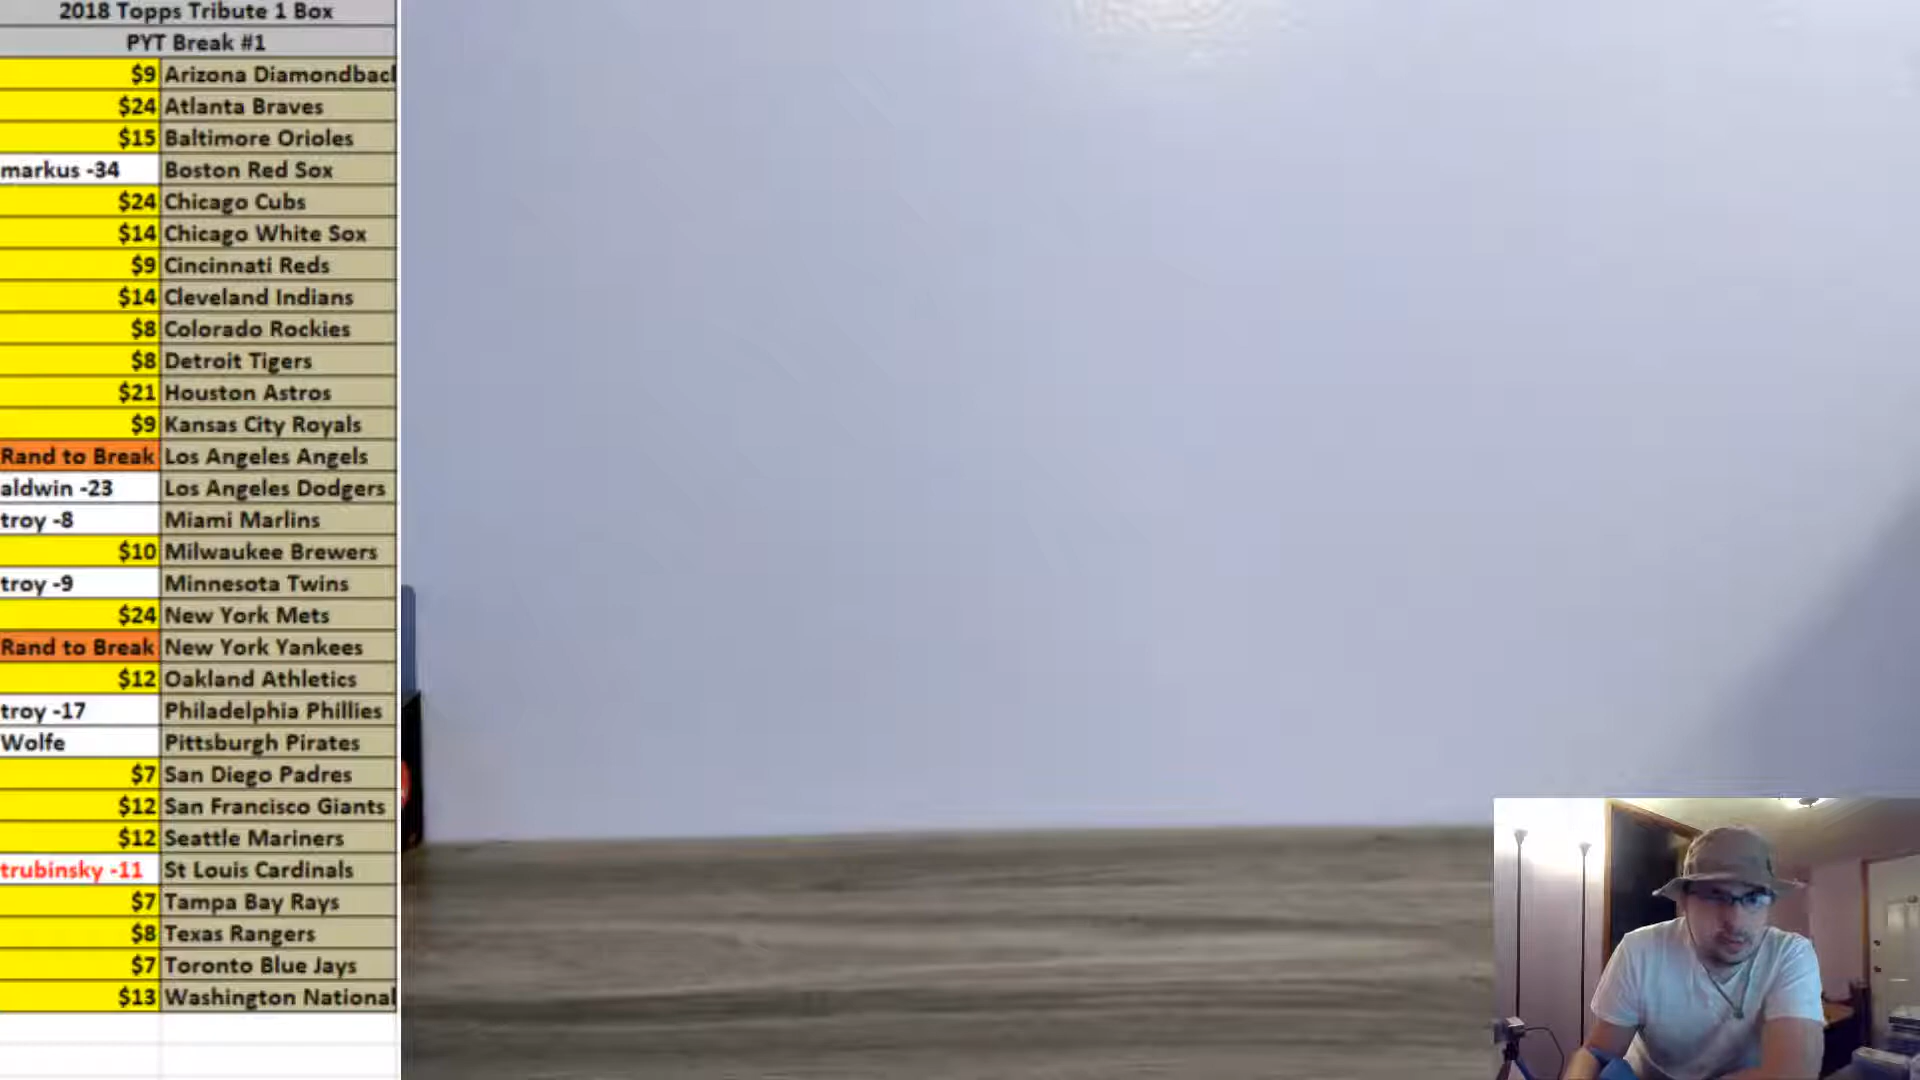 2018 Topps Tribute 1 Box
PYT Break #1
$9 Arizona Diamondbac
$24 Atlanta Braves
$15 Baltimore Orioles
markus -34 Boston Red Sox
$24 Chicago Cubs
$14 Chicago White Sox
$9 Cincinnati Reds
$14 Cleveland Indians
$8 Colorado Rockies
$8 Detroit Tigers
$21 Houston Astros
$9 Kansas City Royals
Rand to Break Los Angeles Angels
aldwin -23 Los Angeles Dodgers
troy -8 Miami Marlins
$10 Milwaukee Brewers
troy -9 Minnesota Twins
$24 New York Mets
Rand to Break New York Yankees
$12 Oakland Athletics
troy -17 Philadelphia Phillies
Wolfe Pittsburgh Pirates
$7 San Diego Padres
$12 San Francisco Giants
$12 Seattle Mariners
trubinsky -11 St Louis Cardinals
$7 Tampa Bay Rays
$8 Texas Rangers
$7 Toronto Blue Jays
$13 Washington National